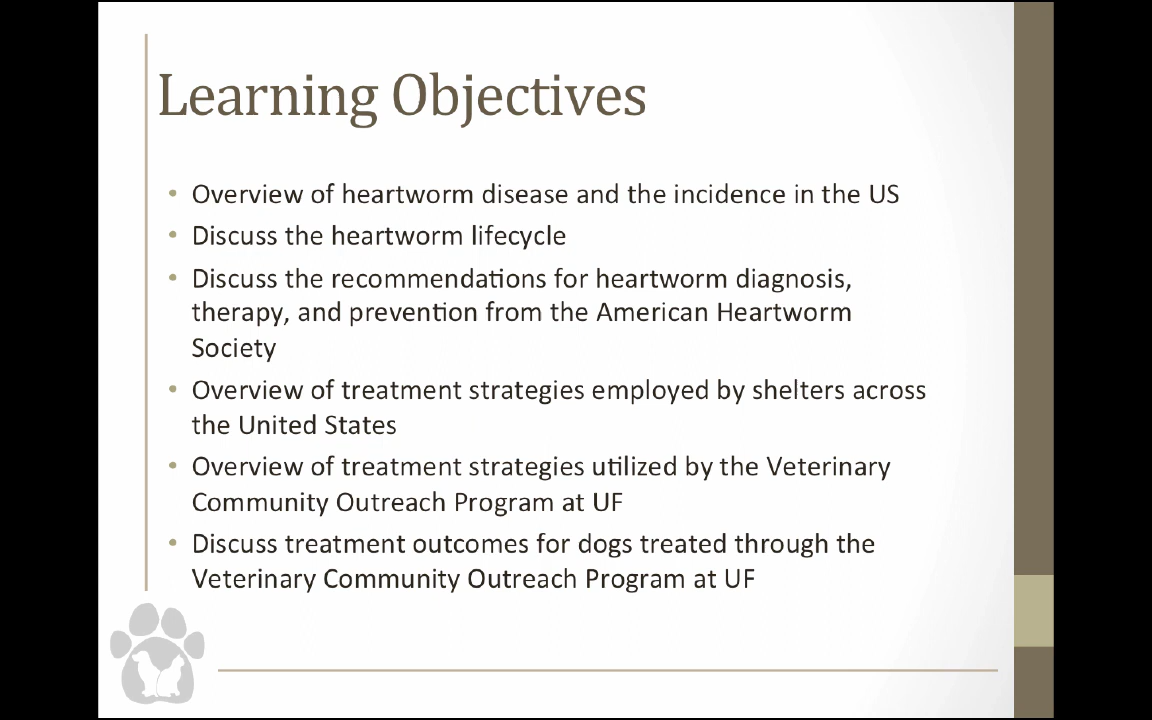 Learning Objectives
• Overview of heartworm disease and the incidence in the US
• Discuss the heartworm lifecycle
• Discuss the recommendations for heartworm diagnosis,
therapy, and prevention from the American Heartworm
Society
• Overview of treatment strategies employed by shelters across
the United States
• Overview of treatment strategies utilized by the Veterinary
Community Outreach Program at UF
• Discuss treatment outcomes for dogs treated through the
Veterinary Community Outreach Program at UF